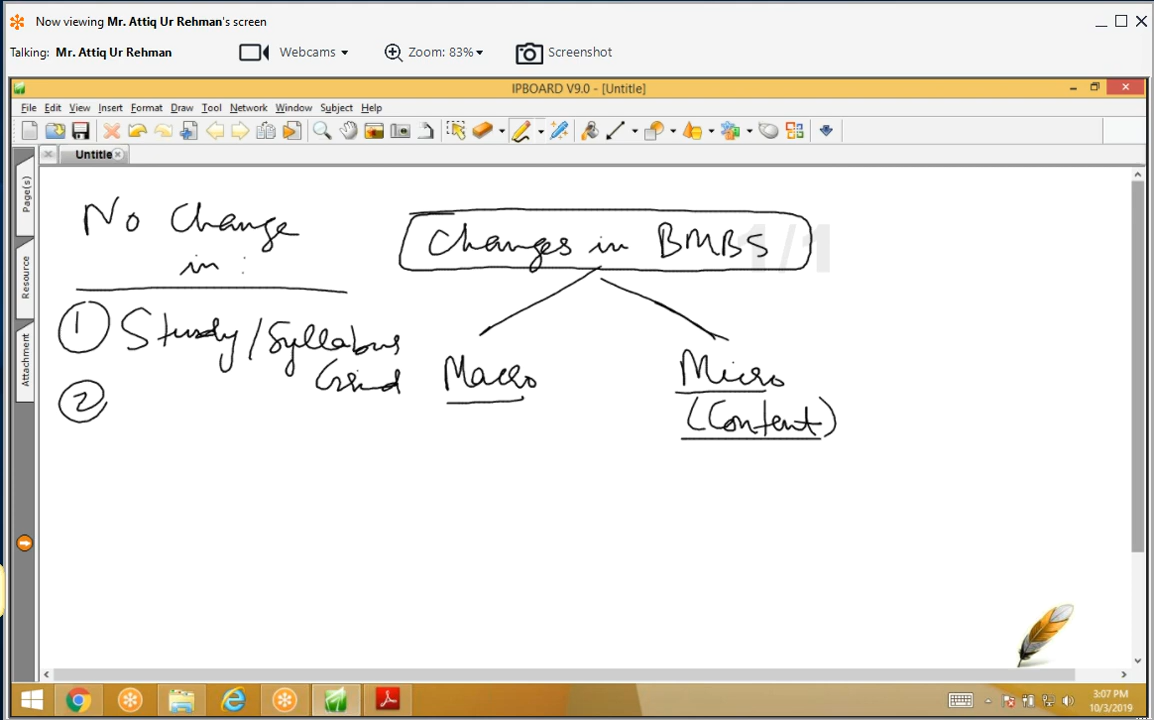 Now viewing Mr. Attiq Ur Rehman's screen
Talking: Mr. Attiq Ur Rehman
Webcams
Zoom: 83%
Screenshot
IPBOARD V9.0 - [Untitle]
File Edit View Insert Format Draw Tool Network Window Subject Help
Untitle
Page(s)
Resource
Attachment
No Change
in :
1 Study/Syllabus
Grid
2
Changes in BMBS
1/1
Macro
Micro
(Content)
3:07 PM
10/3/2019